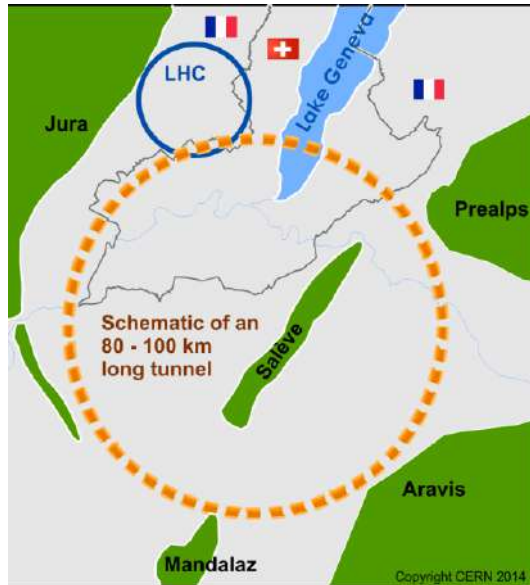 LHC
Lake Geneva
Jura
Prealps
Schematic of an
80 - 100 km
long tunnel
Salève
Aravis
Mandalaz
Copyright CERN 2014